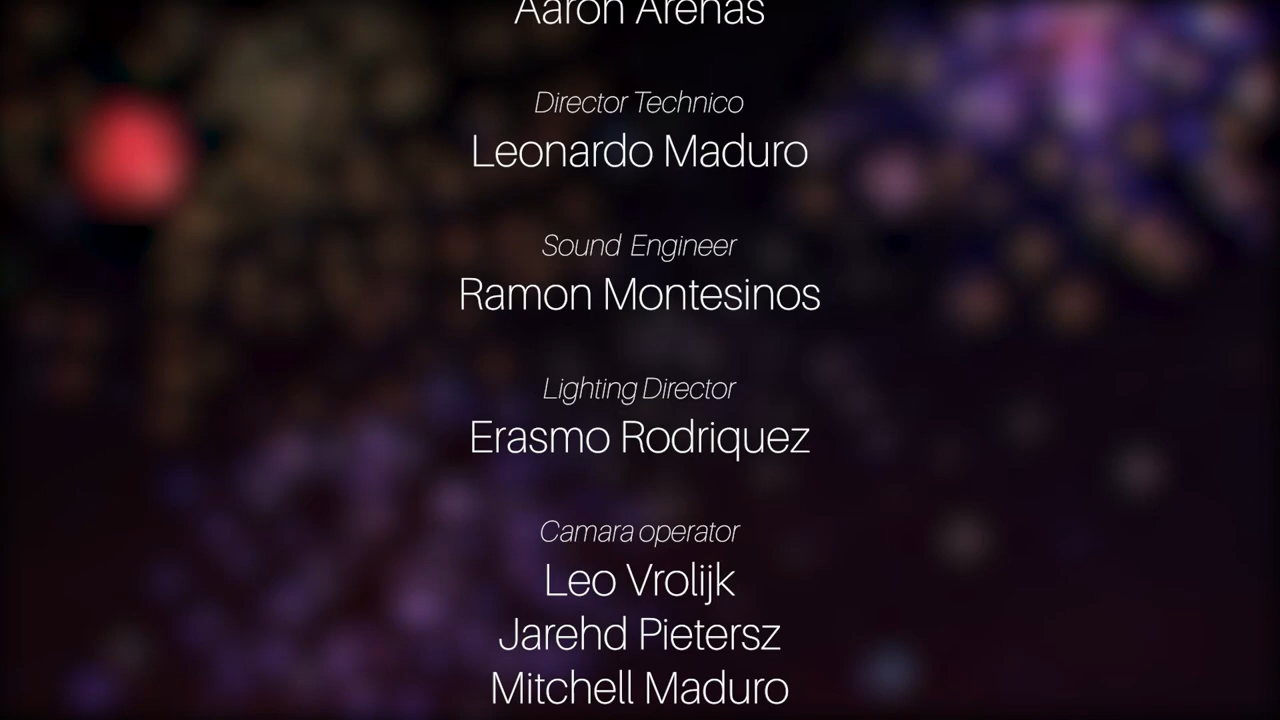 Aaron Arenas
Director Technico
Leonardo Maduro
Sound Engineer
Ramon Montesinos
Lighting Director
Erasmo Rodriquez
Camara operator
Leo Vrolijk
Jarehd Pietersz
Mitchell Maduro